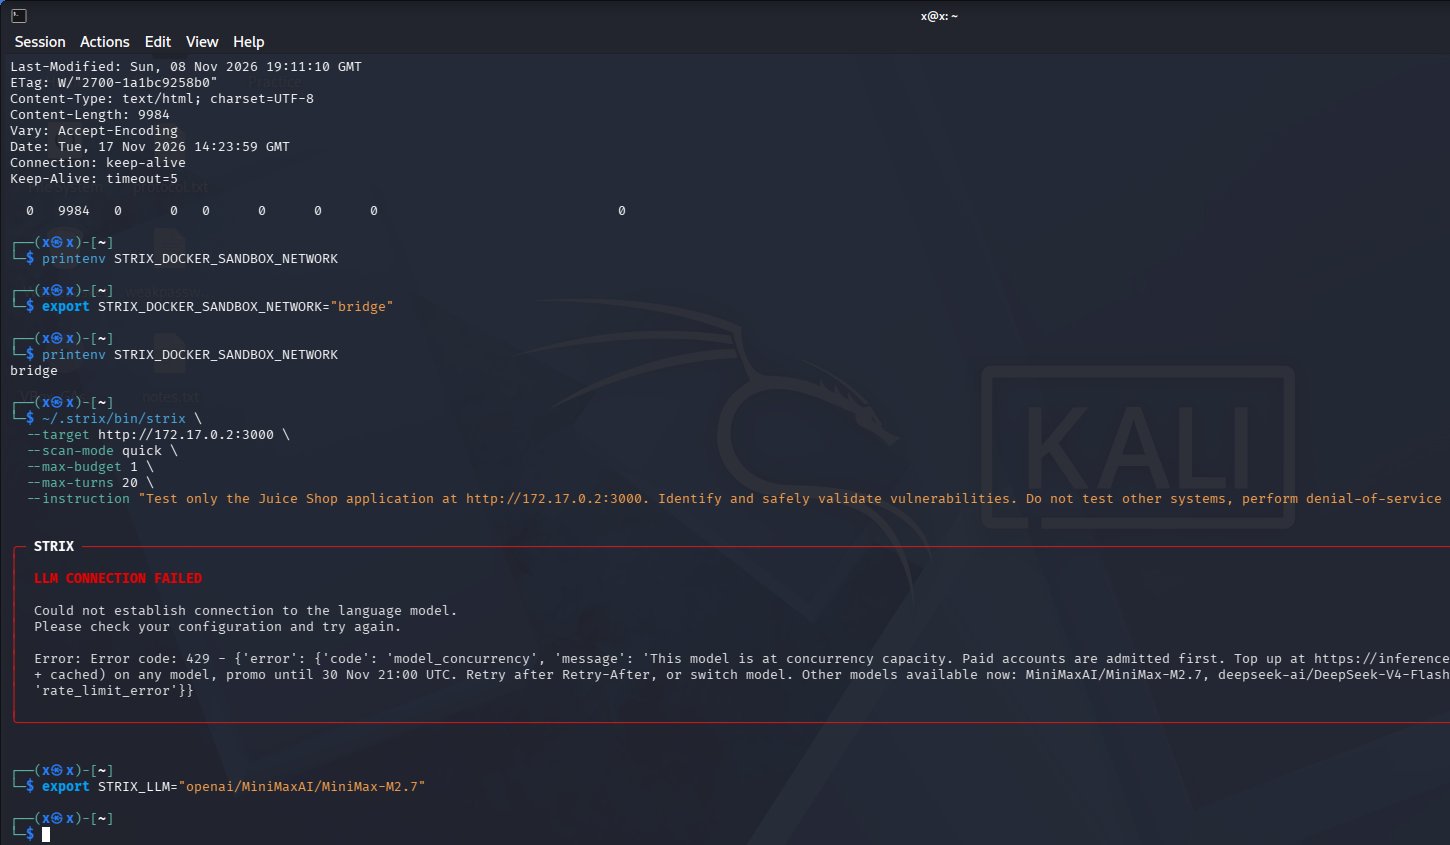 x@x: ~
Session Actions Edit View Help
Last-Modified: Sun, 08 Nov 2026 19:11:10 GMT
ETag: W/"2700-1a1bc9258b0"
Content-Type: text/html; charset=UTF-8
Content-Length: 9984
Vary: Accept-Encoding
Date: Tue, 17 Nov 2026 14:23:59 GMT
Connection: keep-alive
Keep-Alive: timeout=5
0 9984 0 0 0 0 0 0 0
┌──(x㉿x)-[~]
└─$ printenv STRIX_DOCKER_SANDBOX_NETWORK
┌──(x㉿x)-[~]
└─$ export STRIX_DOCKER_SANDBOX_NETWORK="bridge"
┌──(x㉿x)-[~]
└─$ printenv STRIX_DOCKER_SANDBOX_NETWORK
bridge
┌──(x㉿x)-[~]
└─$ ~/.strix/bin/strix \
--target http://172.17.0.2:3000 \
--scan-mode quick \
--max-budget 1 \
--max-turns 20 \
--instruction "Test only the Juice Shop application at http://172.17.0.2:3000. Identify and safely validate vulnerabilities. Do not test other systems, perform denial-of-service
STRIX
LLM CONNECTION FAILED
Could not establish connection to the language model.
Please check your configuration and try again.
Error: Error code: 429 - {'error': {'code': 'model_concurrency', 'message': 'This model is at concurrency capacity. Paid accounts are admitted first. Top up at https://inference
+ cached) on any model, promo until 30 Nov 21:00 UTC. Retry after Retry-After, or switch model. Other models available now: MiniMaxAI/MiniMax-M2.7, deepseek-ai/DeepSeek-V4-Flash
'rate_limit_error'}}
┌──(x㉿x)-[~]
└─$ export STRIX_LLM="openai/MiniMaxAI/MiniMax-M2.7"
┌──(x㉿x)-[~]
└─$
KALI
notes.txt